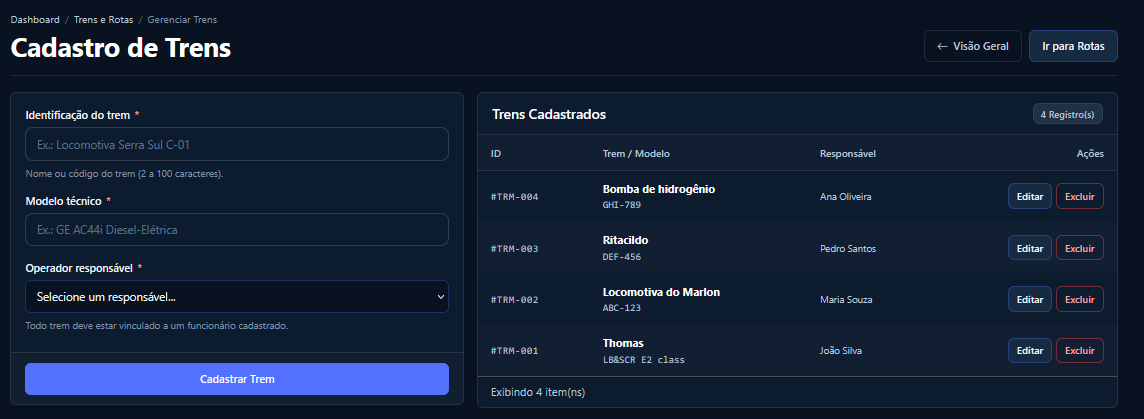 Dashboard / Trens e Rotas / Gerenciar Trens
Cadastro de Trens
← Visão Geral
Ir para Rotas
Identificação do trem *
Ex.: Locomotiva Serra Sul C-01
Nome ou código do trem (2 a 100 caracteres).
Modelo técnico *
Ex.: GE AC44i Diesel-Elétrica
Operador responsável *
Selecione um responsável...
Todo trem deve estar vinculado a um funcionário cadastrado.
Cadastrar Trem
Trens Cadastrados
4 Registro(s)
ID Trem / Modelo Responsável Ações
#TRM-004 Bomba de hidrogênio Ana Oliveira Editar Excluir
GHI-789
#TRM-003 Ritacildo Pedro Santos Editar Excluir
DEF-456
#TRM-002 Locomotiva do Marlon Maria Souza Editar Excluir
ABC-123
#TRM-001 Thomas João Silva Editar Excluir
LB&SCR E2 class
Exibindo 4 item(ns)